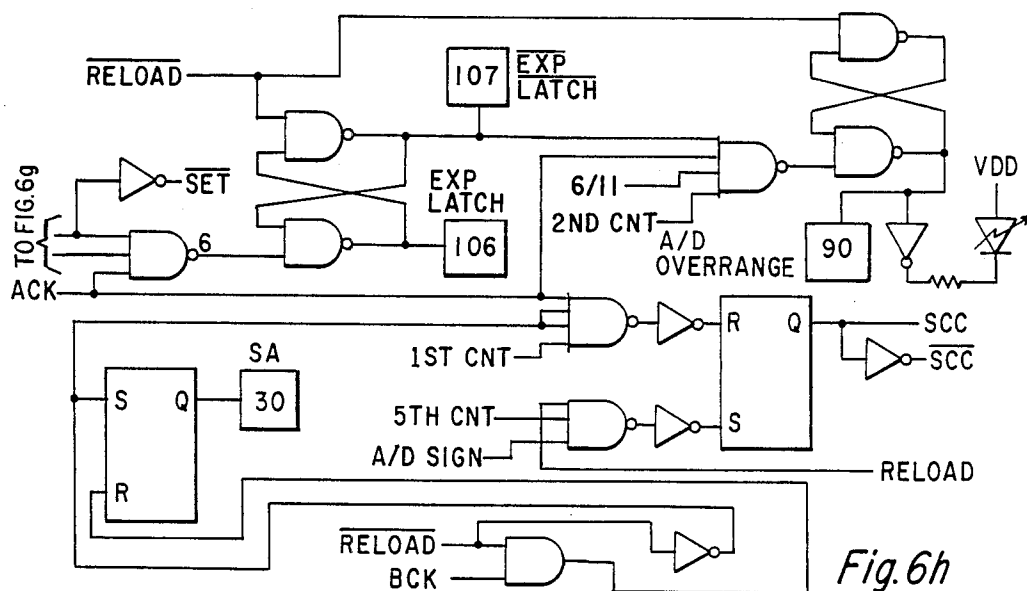 RELOAD
107
EXP
LATCH
SET
EXP
LATCH
6/11
2ND CNT
VDD
TO FIG.6g
6
106
A/D
OVERRANGE
90
ACK
R
Q
SCC
SA
1ST CNT
SCC
S
Q
30
5TH CNT
S
A/D SIGN
RELOAD
R
RELOAD
BCK
Fig. 6h